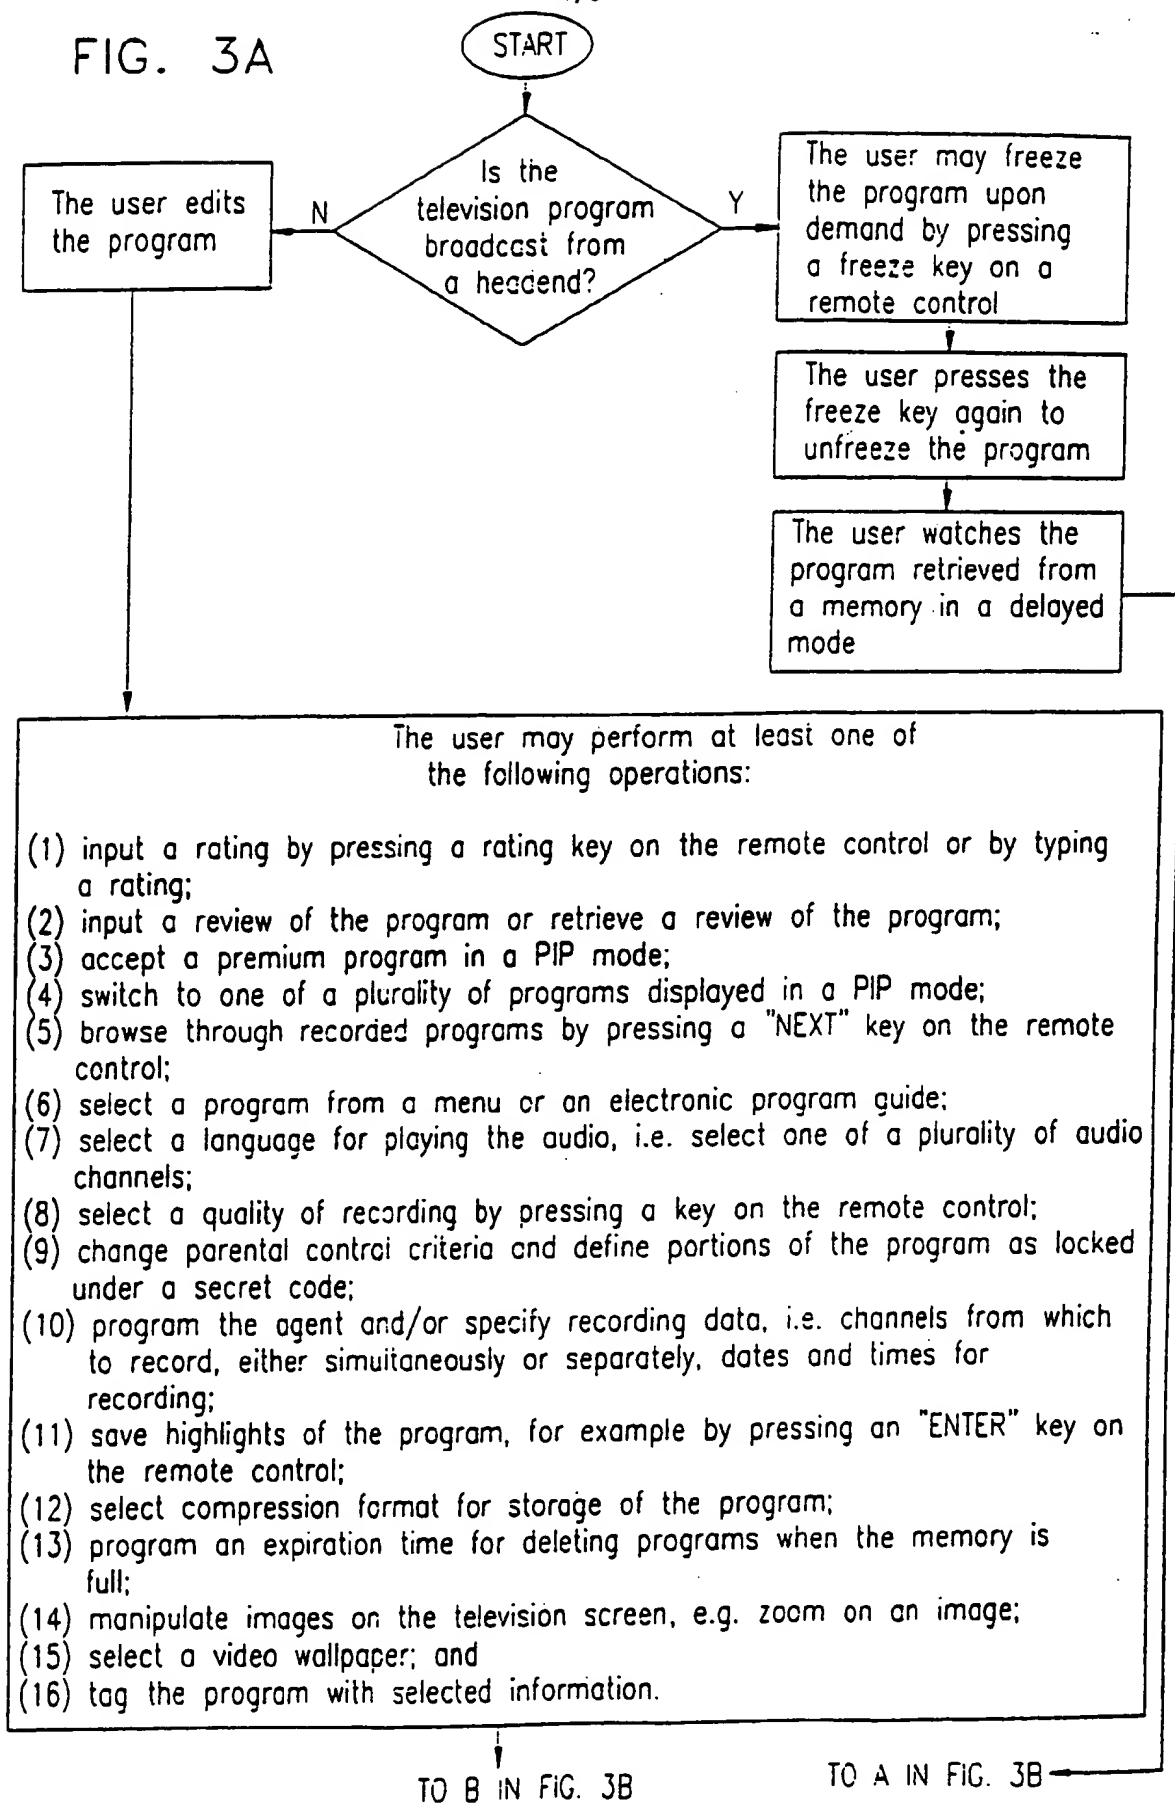 FIG. 3A
START
Is the
television program
broadcast from
a headend?
N
Y
The user edits
the program
The user may freeze
the program upon
demand by pressing
a freeze key on a
remote control
The user presses the
freeze key again to
unfreeze the program
The user watches the
program retrieved from
a memory in a delayed
mode
The user may perform at least one of
the following operations:
(1) input a rating by pressing a rating key on the remote control or by typing
a rating;
(2) input a review of the program or retrieve a review of the program;
(3) accept a premium program in a PIP mode;
(4) switch to one of a plurality of programs displayed in a PIP mode;
(5) browse through recorded programs by pressing a "NEXT" key on the remote
control;
(6) select a program from a menu or an electronic program guide;
(7) select a language for playing the audio, i.e. select one of a plurality of audio
channels;
(8) select a quality of recording by pressing a key on the remote control;
(9) change parental control criteria and define portions of the program as locked
under a secret code;
(10) program the agent and/or specify recording data, i.e. channels from which
to record, either simultaneously or separately, dates and times for
recording;
(11) save highlights of the program, for example by pressing an "ENTER" key on
the remote control;
(12) select compression format for storage of the program;
(13) program an expiration time for deleting programs when the memory is
full;
(14) manipulate images on the television screen, e.g. zoom on an image;
(15) select a video wallpaper; and
(16) tag the program with selected information.
TO B IN FIG. 3B
TO A IN FIG. 3B